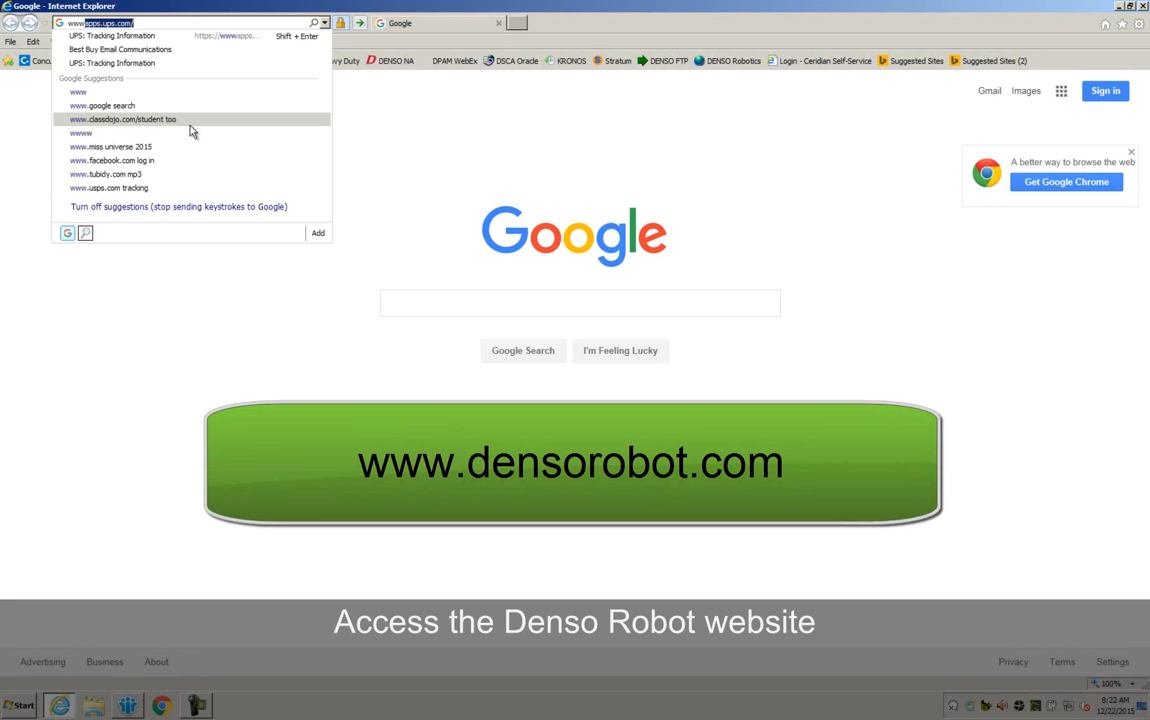 Google - Internet Explorer
wwwapps.ups.com/
Google
File Edit
UPS: Tracking Information https://wwwapps.... Shift + Enter
Best Buy Email Communications
UPS: Tracking Information
Google Suggestions
www
www.google search
www.classdojo.com/student too
wwww
www.miss universe 2015
www.facebook.com log in
www.tubidy.com mp3
www.usps.com tracking
Turn off suggestions (stop sending keystrokes to Google)
Add
Concu
vy Duty DENSO NA DPAM WebEx DSCA Oracle KRONOS Stratum DENSO FTP DENSO Robotics Login - Ceridian Self-Service Suggested Sites Suggested Sites (2)
Gmail Images Sign in
A better way to browse the web
Get Google Chrome
Google
Google Search I'm Feeling Lucky
www.densorobot.com
Access the Denso Robot website
Advertising Business About Privacy Terms Settings
100%
Start
8:22 AM
12/22/2015